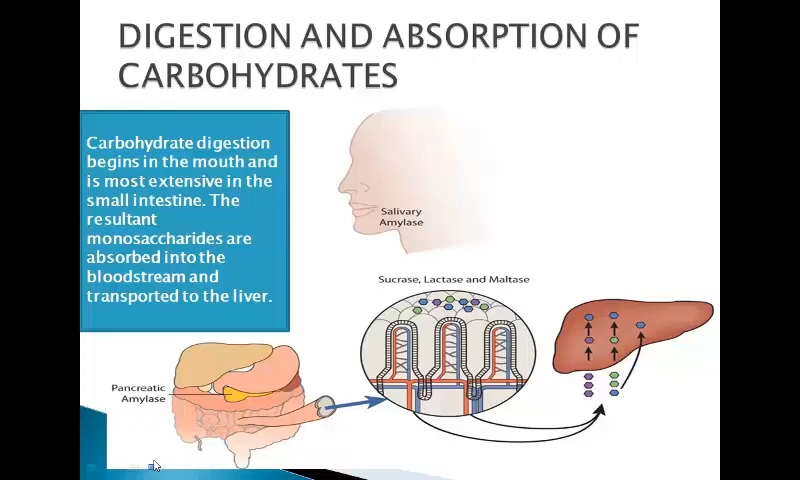 DIGESTION AND ABSORPTION OF
CARBOHYDRATES
Carbohydrate digestion
begins in the mouth and
is most extensive in the
small intestine. The
resultant
monosaccharides are
absorbed into the
bloodstream and
transported to the liver.
Salivary
Amylase
Sucrase, Lactase and Maltase
Pancreatic
Amylase